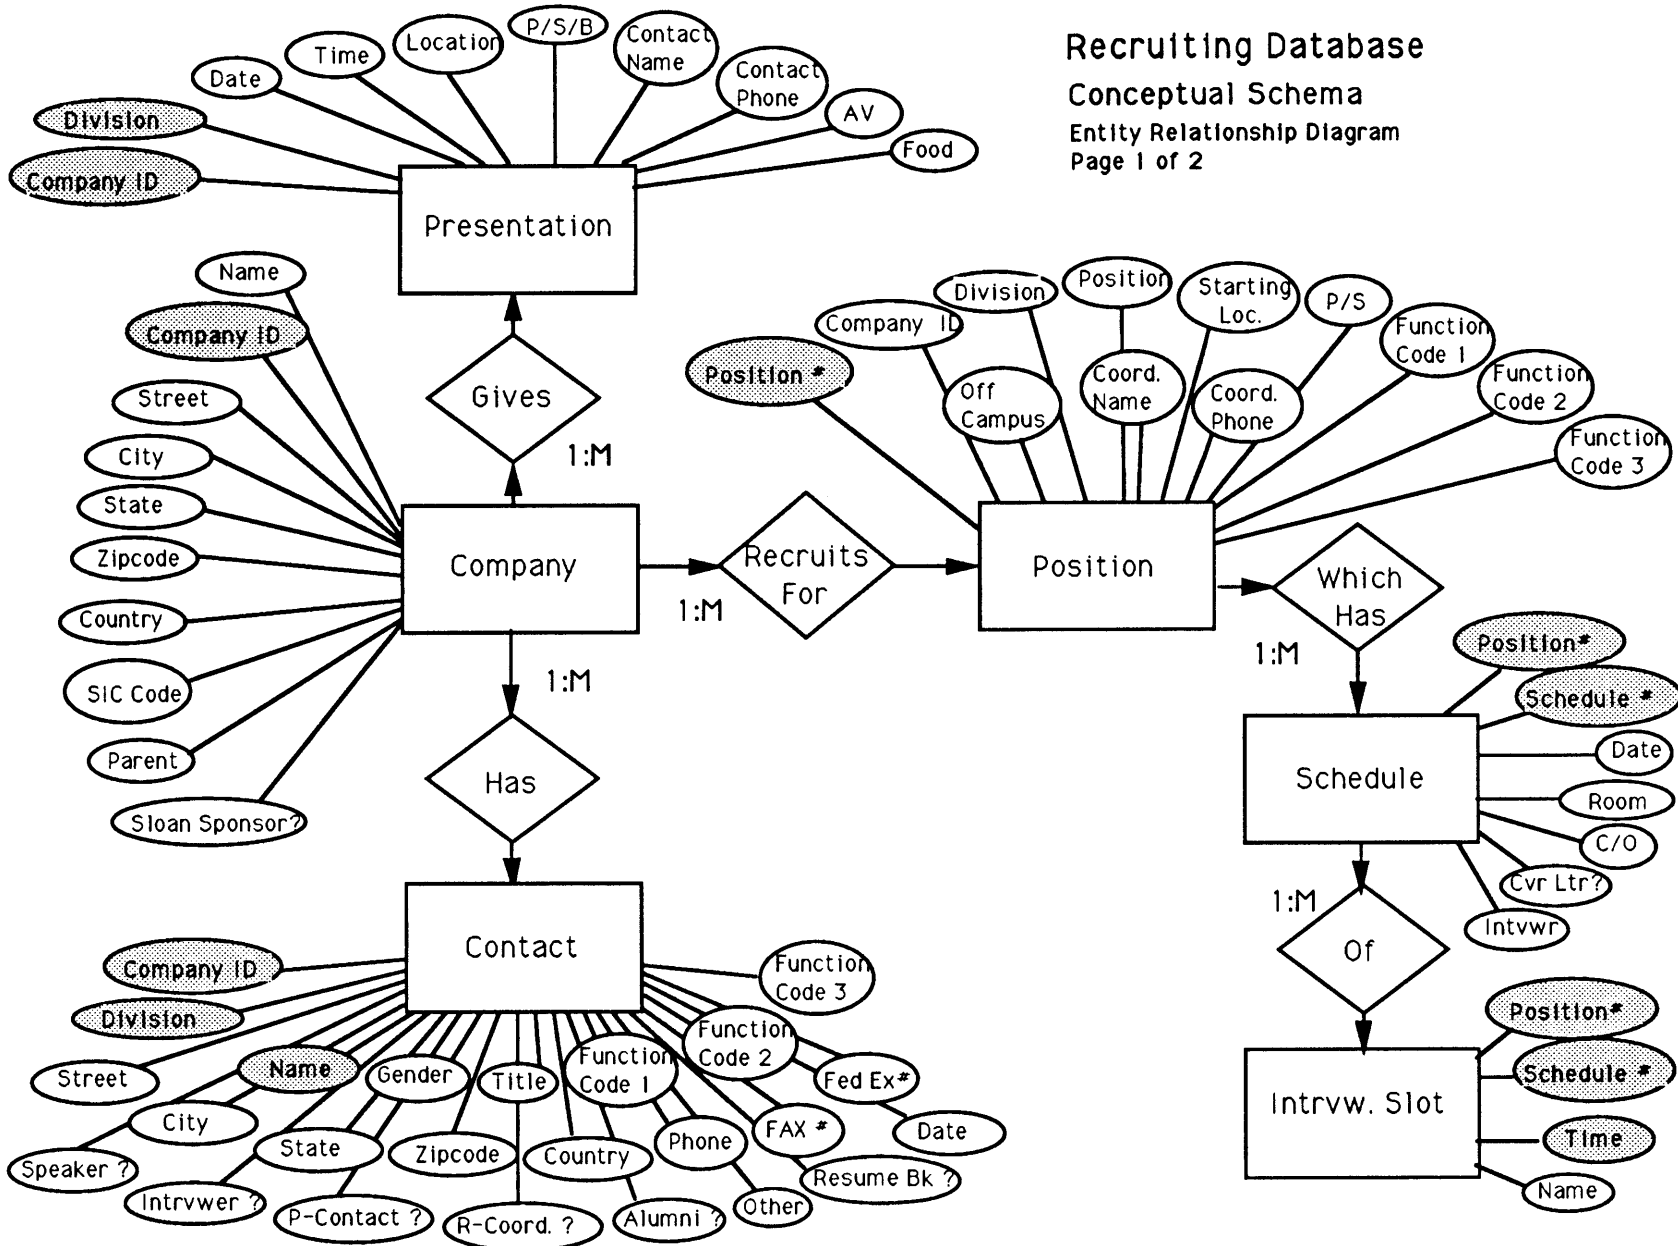 Recruiting Database
Conceptual Schema
Entity Relationship Diagram
Page 1 of 2
P/S/B
Location
Time
Date
Division
Company ID
Contact
Name
Contact
Phone
AV
Food
Presentation
Name
Company ID
Street
City
State
Zipcode
Country
SIC Code
Parent
Sloan Sponsor?
Gives
1:M
Company
1:M
Recruits
For
1:M
Has
Position #
Company ID
Division
Position
Starting
Loc.
P/S
Function
Code 1
Function
Code 2
Function
Code 3
Off
Campus
Coord.
Name
Coord.
Phone
Position
Which
Has
1:M
Position#
Schedule #
Date
Room
C/O
Cvr Ltr?
Intvwr
Schedule
1:M
Of
Position#
Schedule #
Time
Name
Intrvw. Slot
Contact
Company ID
Division
Street
Name
Gender
Title
Function
Code 1
Function
Code 2
Function
Code 3
Fed Ex#
City
State
Zipcode
Country
Phone
FAX #
Date
Speaker ?
Intrvwer ?
P-Contact ?
R-Coord. ?
Alumni ?
Other
Resume Bk ?